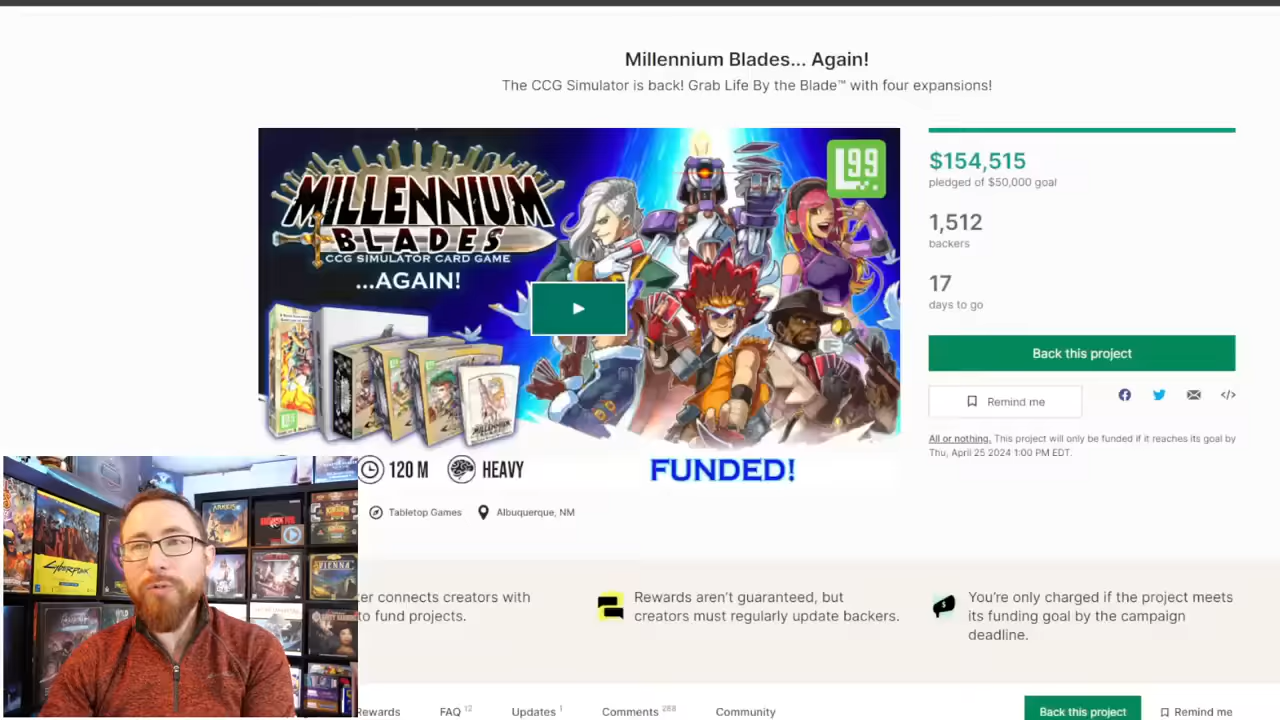 Millennium Blades... Again!
The CCG Simulator is back! Grab Life By the Blade™ with four expansions!
MILLENNIUM
BLADES
CCG SIMULATOR CARD GAME
...AGAIN!
L99
120 M
HEAVY
FUNDED!
$154,515
pledged of $50,000 goal
1,512
backers
17
days to go
Back this project
Remind me
All or nothing. This project will only be funded if it reaches its goal by
Thu, April 25 2024 1:00 PM EDT.
Tabletop Games
Albuquerque, NM
er connects creators with
to fund projects.
Rewards aren't guaranteed, but
creators must regularly update backers.
You're only charged if the project meets
its funding goal by the campaign
deadline.
CYBERPUNK
VIENNA
Rewards
FAQ 12
Updates 1
Comments 288
Community
Back this project
Remind me